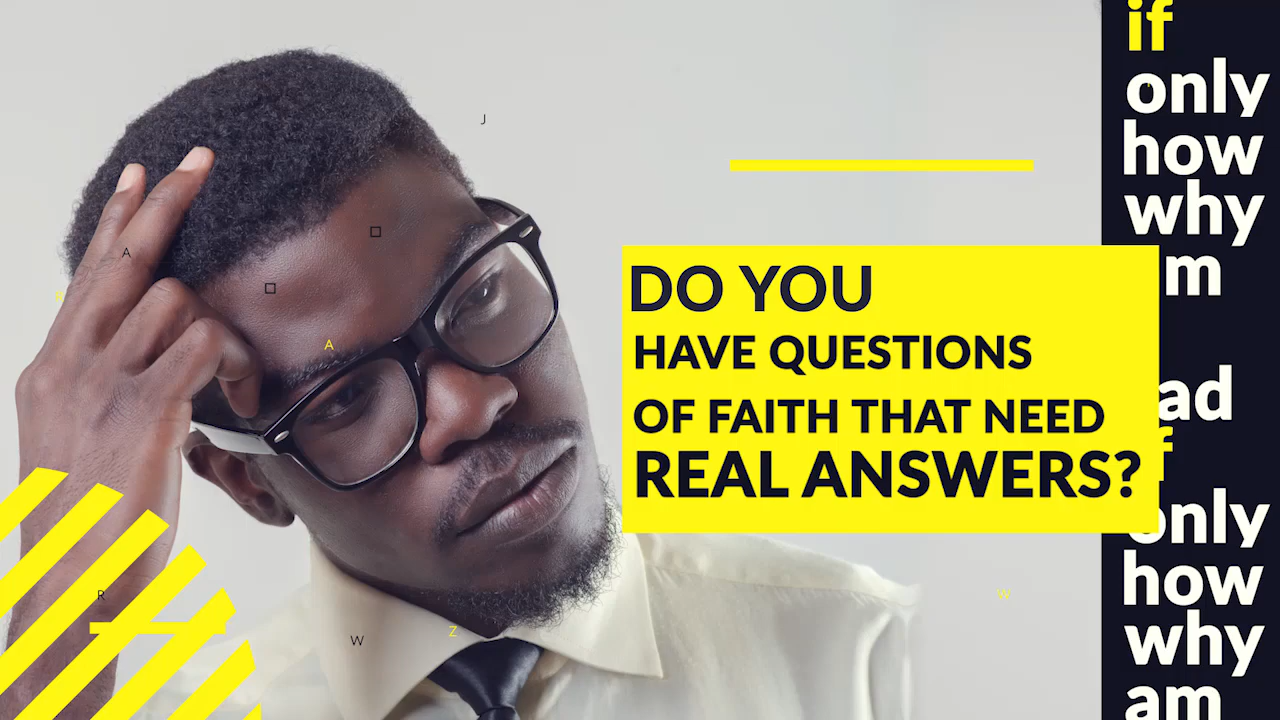 DO YOU
HAVE QUESTIONS
OF FAITH THAT NEED
REAL ANSWERS?
if
only
how
why
only
how
why
am
J
A
A
R
W
Z
W